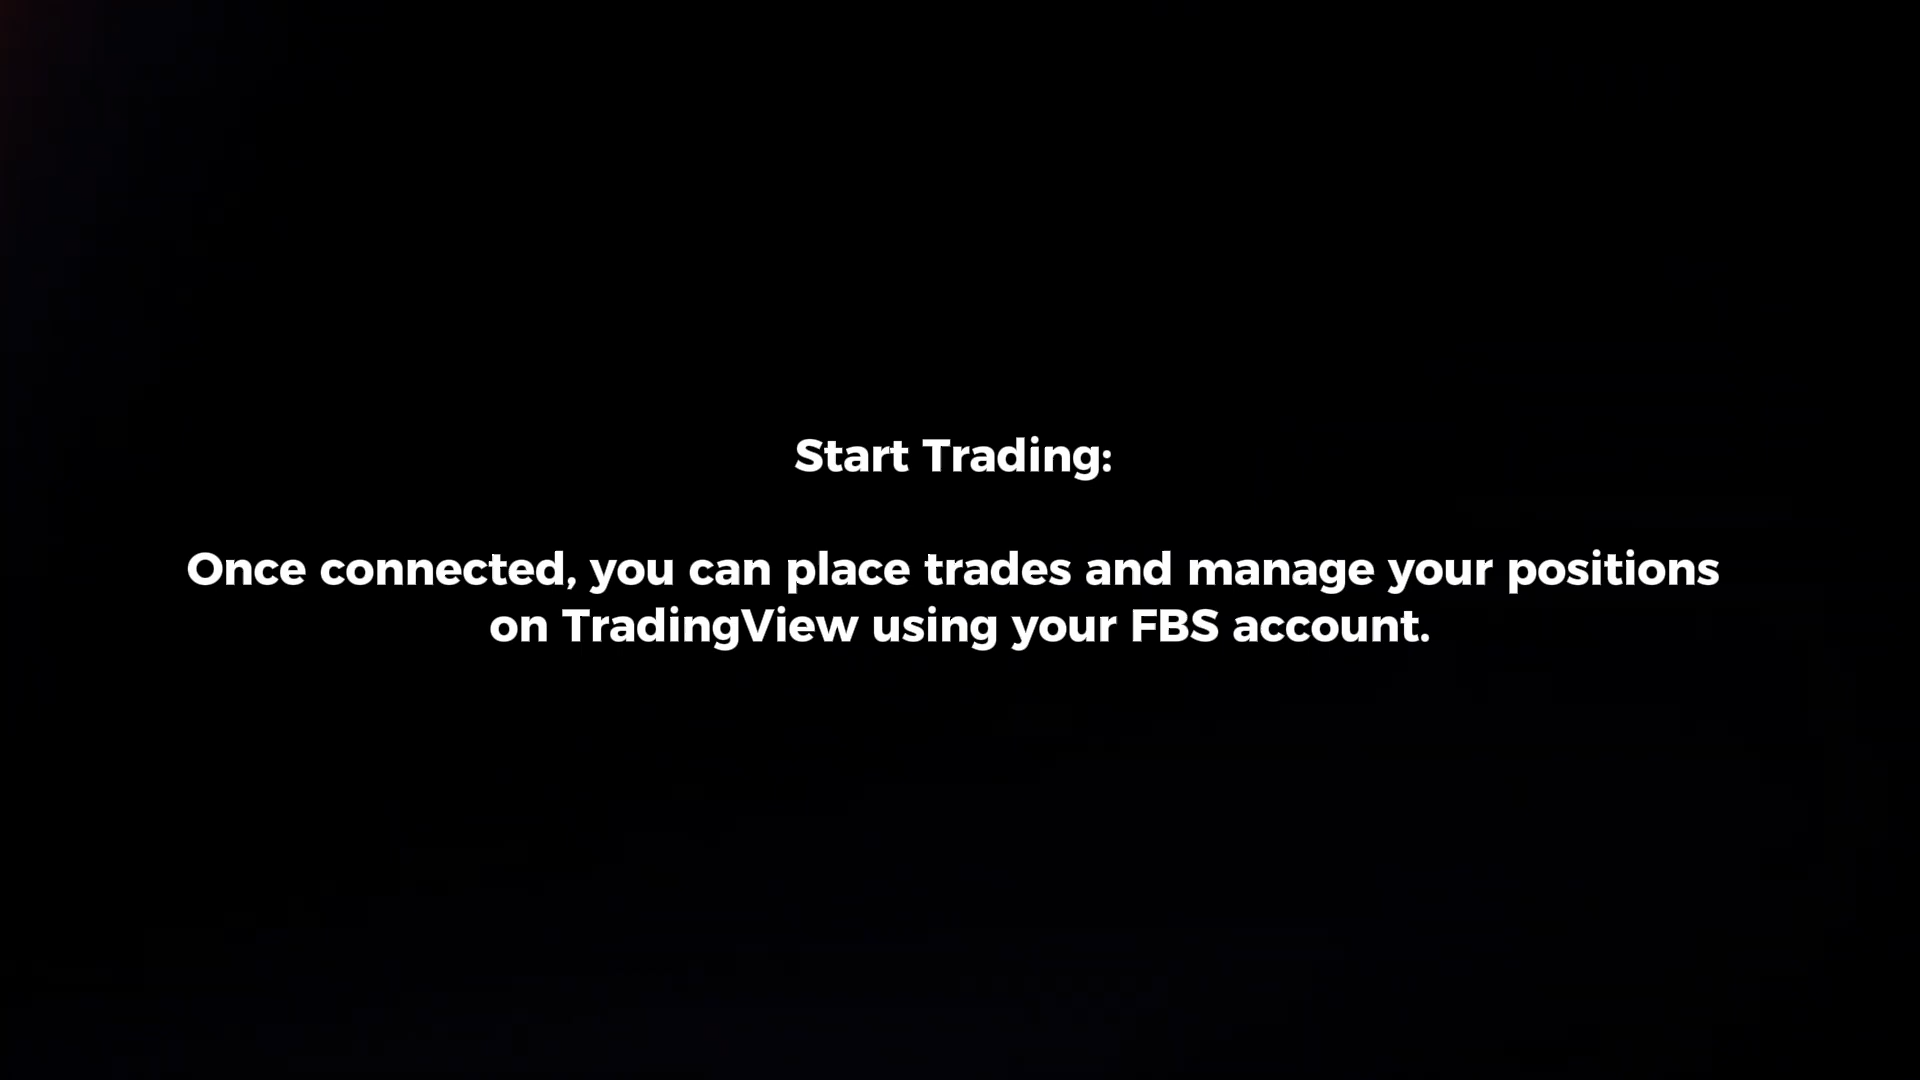 Start Trading:
Once connected, you can place trades and manage your positions
on TradingView using your FBS account.